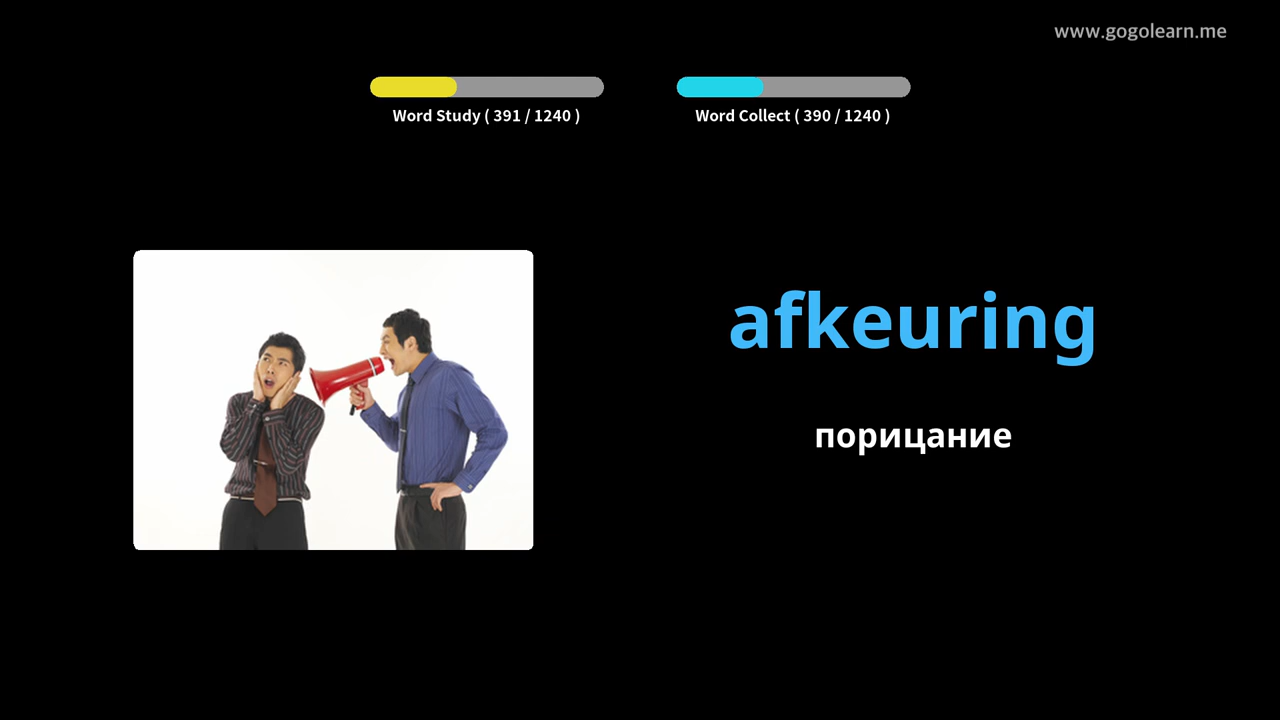 www.gogolearn.me
Word Study ( 391 / 1240 )
Word Collect ( 390 / 1240 )
afkeuring
порицание